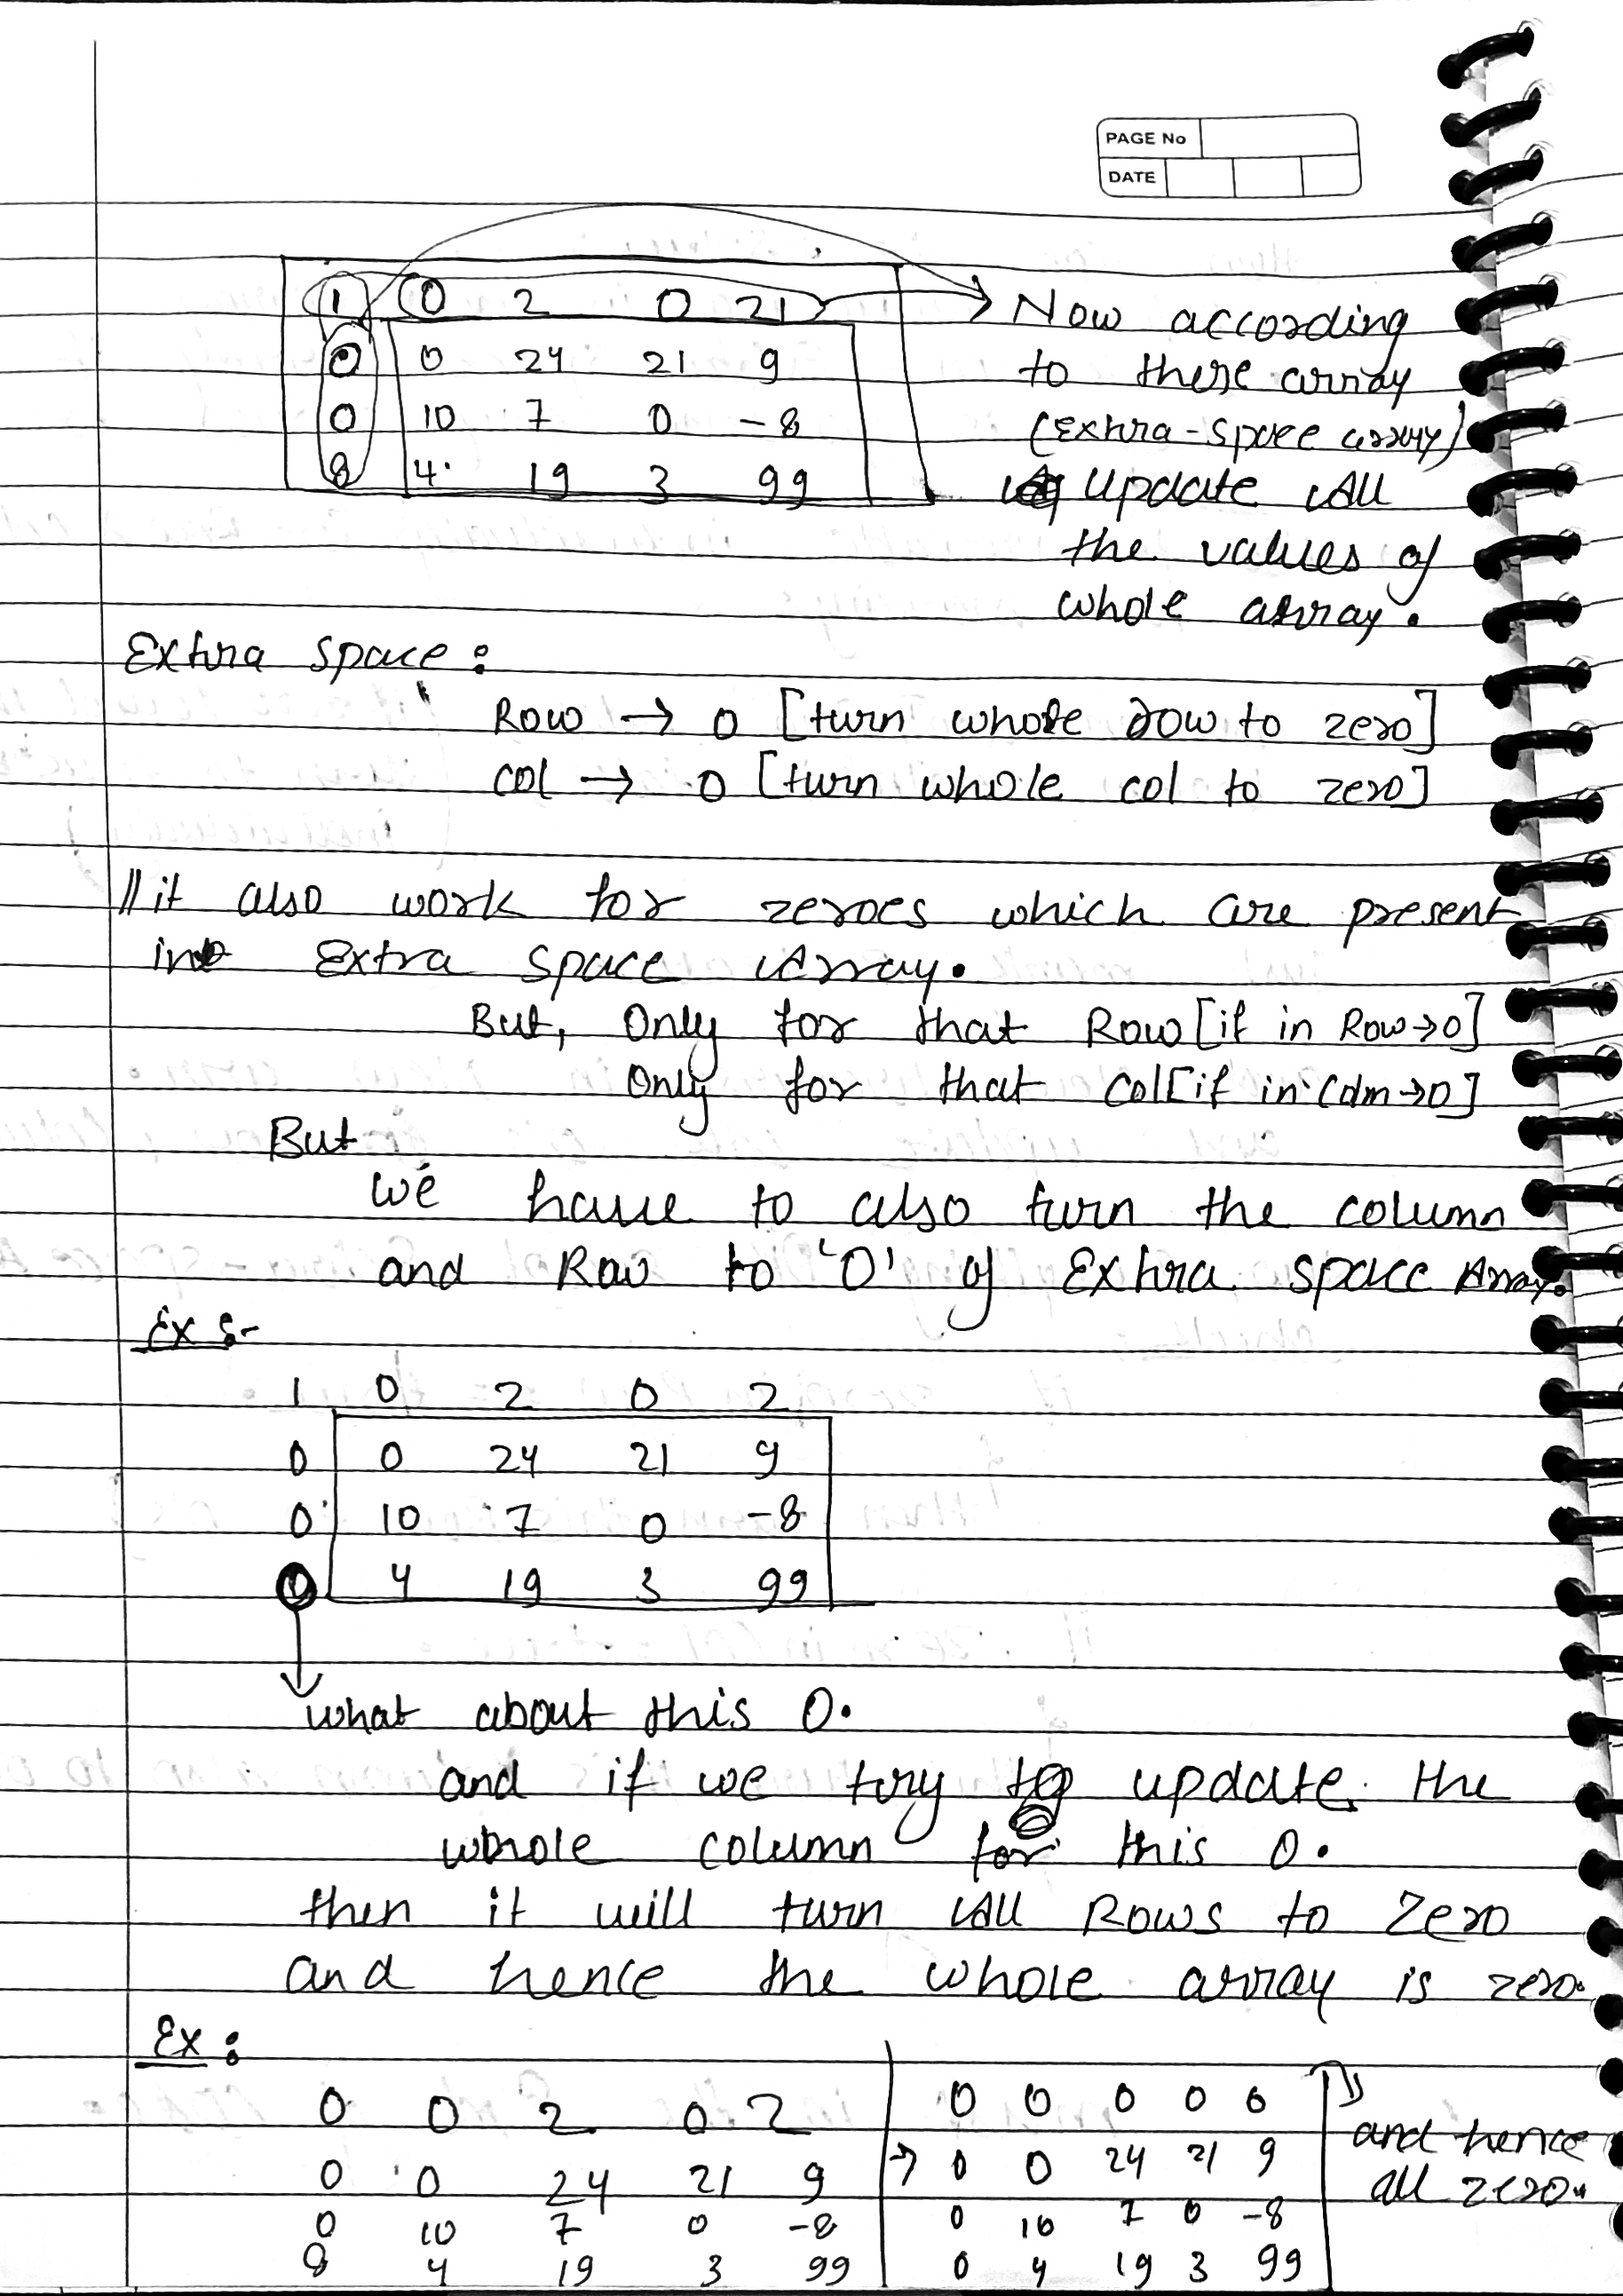 PAGE No
DATE
1 0 2 0 21 → Now according
0 0 24 21 9 to these array
0 10 7 0 -8 (Extra-space array)
8 4 19 3 99 Update All
the values of
whole array.
Extra space:
Row → 0 [turn whole row to zero]
col → 0 [turn whole col to zero]
//it also work for zeroes which are present
in Extra space Array.
But, Only for that Row [if in Row→0]
Only for that Col[if in Colm→0]
But
we have to also turn the column
and Row to '0' of Extra space Array.
Ex:-
1 0 2 0 2
0 0 24 21 9
0 10 7 0 -8
0 4 19 3 99
↓
what about this 0.
and if we try to update the
whole column for this 0.
then it will turn All Rows to Zero
and hence the whole array is zero.
Ex:
0 0 2 0 2
0 0 24 21 9
0 10 7 0 -8
8 4 19 3 99
0 0 0 0 0
→ 0 0 24 21 9
0 10 7 0 -8
0 4 19 3 99
and hence
all zero.